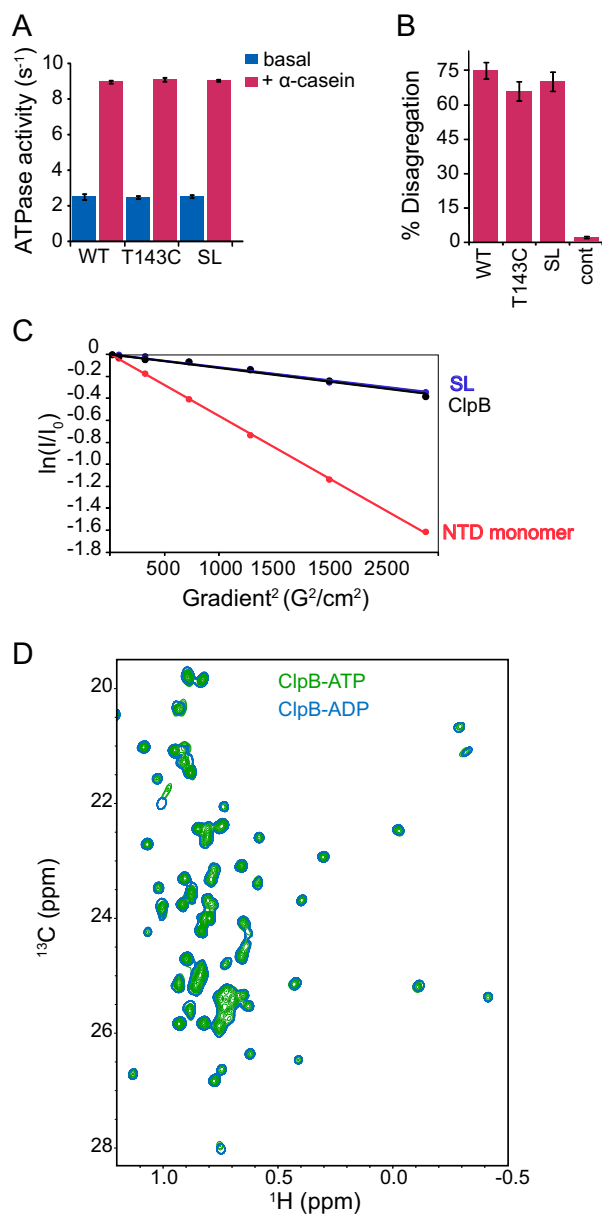 A
B
basal
+ α-casein
ATPase activity (s⁻¹)
10
8
6
4
2
0
WT
T143C
SL
% Disagregation
75
60
45
30
15
0
WT
T143C
SL
cont
C
ln(I/I₀)
0
-0.2
-0.4
-0.6
-0.8
-1.0
-1.2
-1.4
-1.6
-1.8
SL
ClpB
NTD monomer
500
1000
1500
1500
2000
2500
Gradient² (G²/cm²)
D
ClpB-ATP
ClpB-ADP
¹³C (ppm)
20
22
24
26
28
1.0
0.5
0.0
-0.5
¹H (ppm)